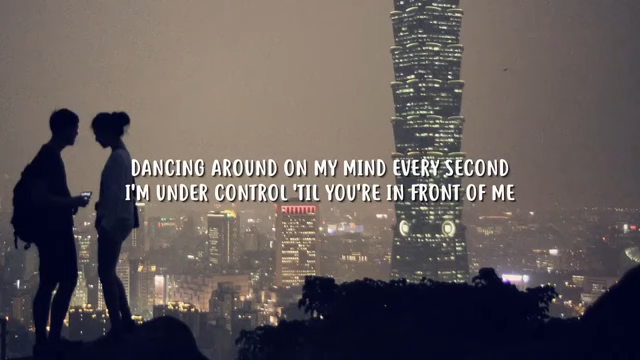 DANCING AROUND ON MY MIND EVERY SECOND
I'M UNDER CONTROL 'TIL YOU'RE IN FRONT OF ME